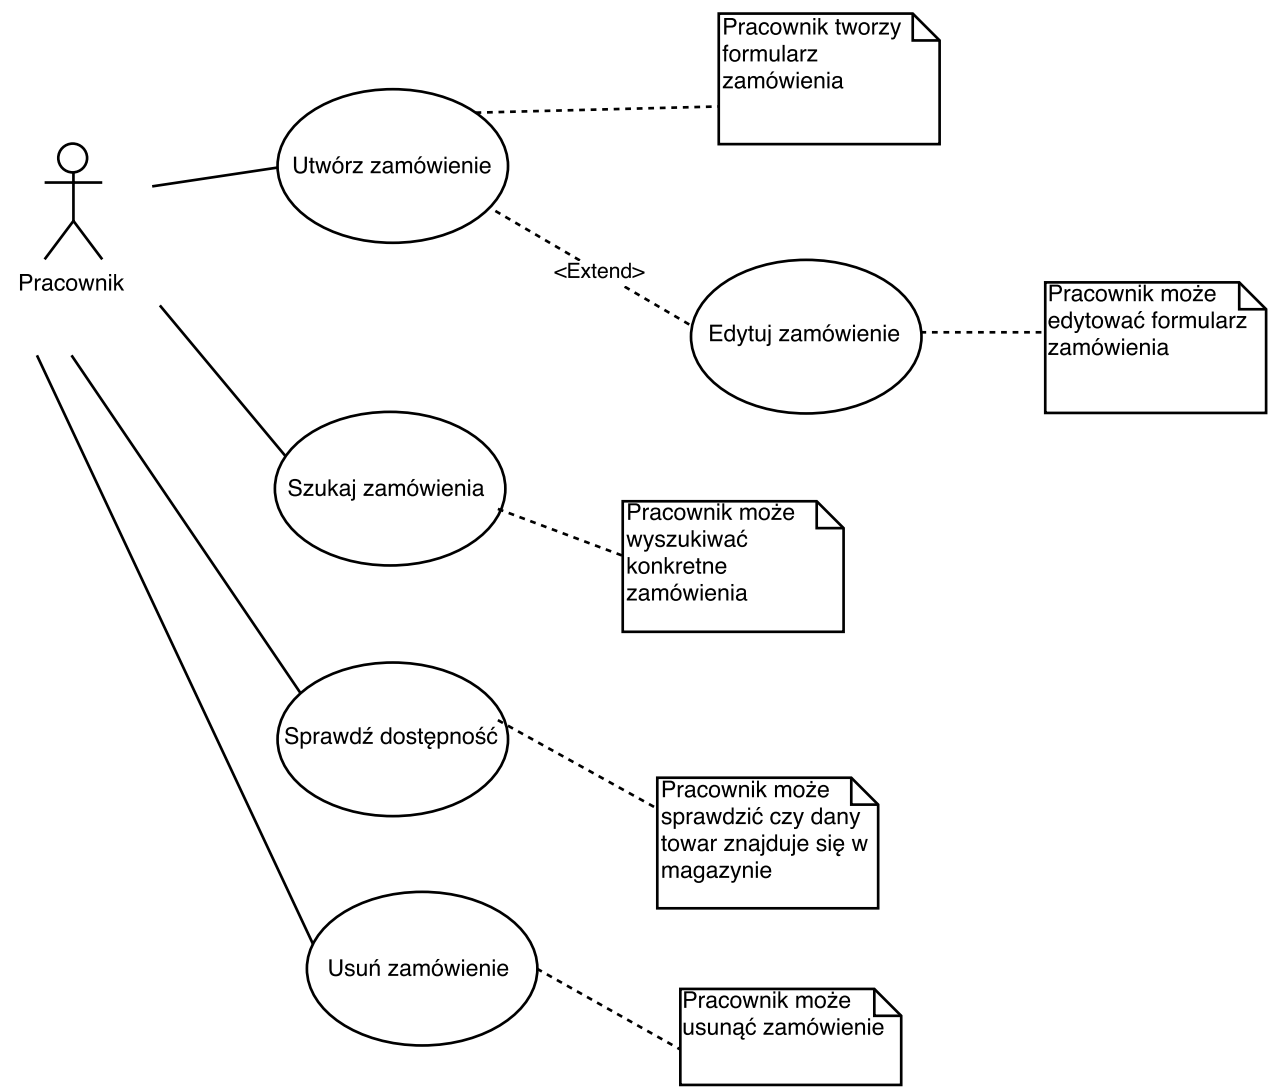 Pracownik tworzy
formularz
zamówienia
Utwórz zamówienie
Pracownik
<Extend>
Edytuj zamówienie
Pracownik może
edytować formularz
zamówienia
Szukaj zamówienia
Pracownik może
wyszukiwać
konkretne
zamówienia
Sprawdź dostępność
Pracownik może
sprawdzić czy dany
towar znajduje się w
magazynie
Usuń zamówienie
Pracownik może
usunąć zamówienie